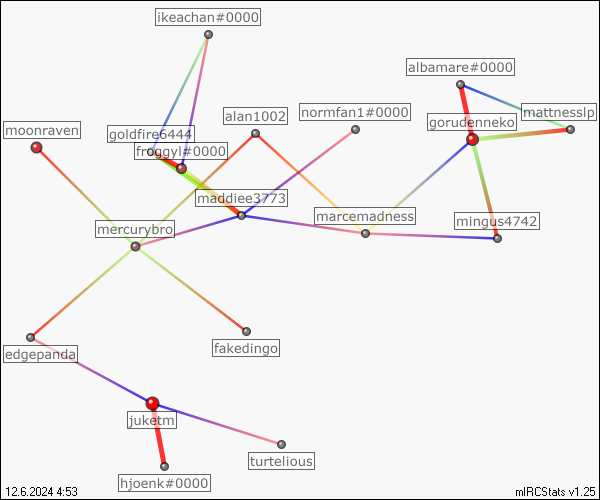 ikeachan#0000
albamare#0000
alan1002
normfan1#0000
mattnesslp
moonraven
goldfire6444
gorudenneko
froggyl#0000
maddiee3773
marcemadness
mingus4742
mercurybro
edgepanda
fakedingo
juketm
turtelious
hjoenk#0000
12.6.2024 4:53
mIRCStats v1.25